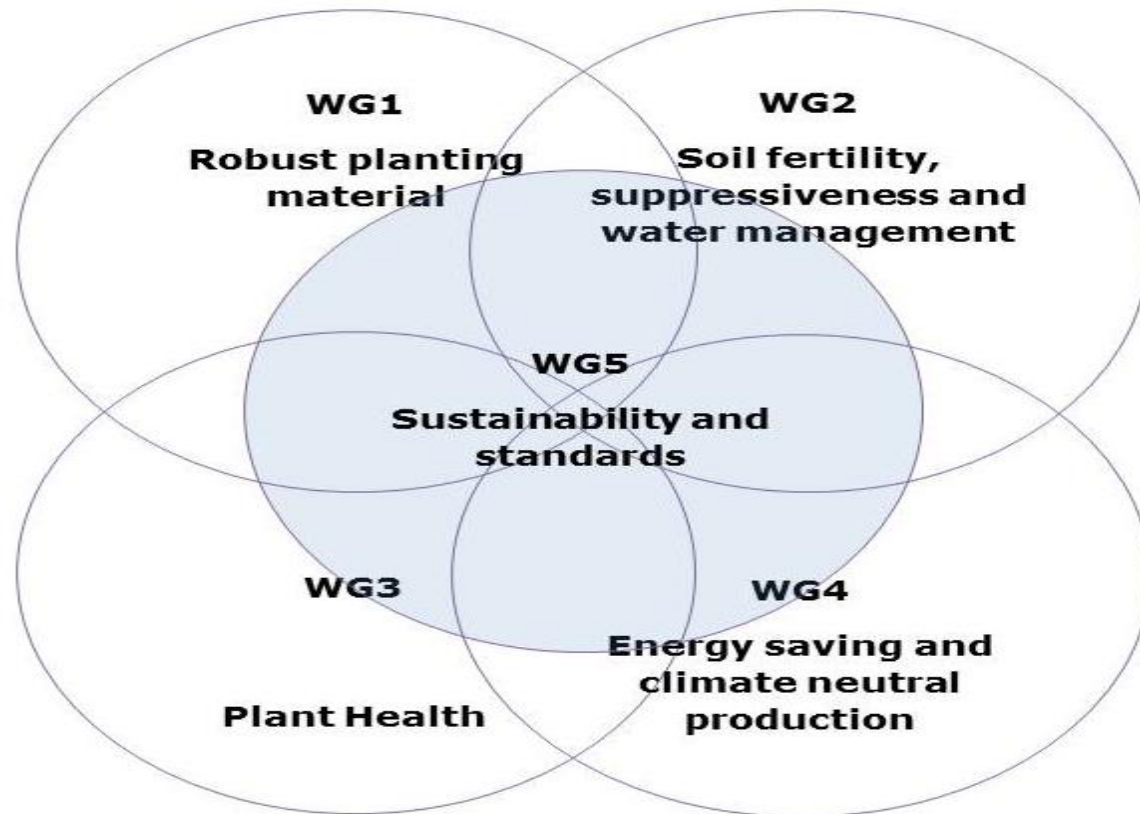 WG1
Robust planting
material
WG2
Soil fertility,
suppressiveness and
water management
WG5
Sustainability and
standards
WG3
Plant Health
WG4
Energy saving and
climate neutral
production